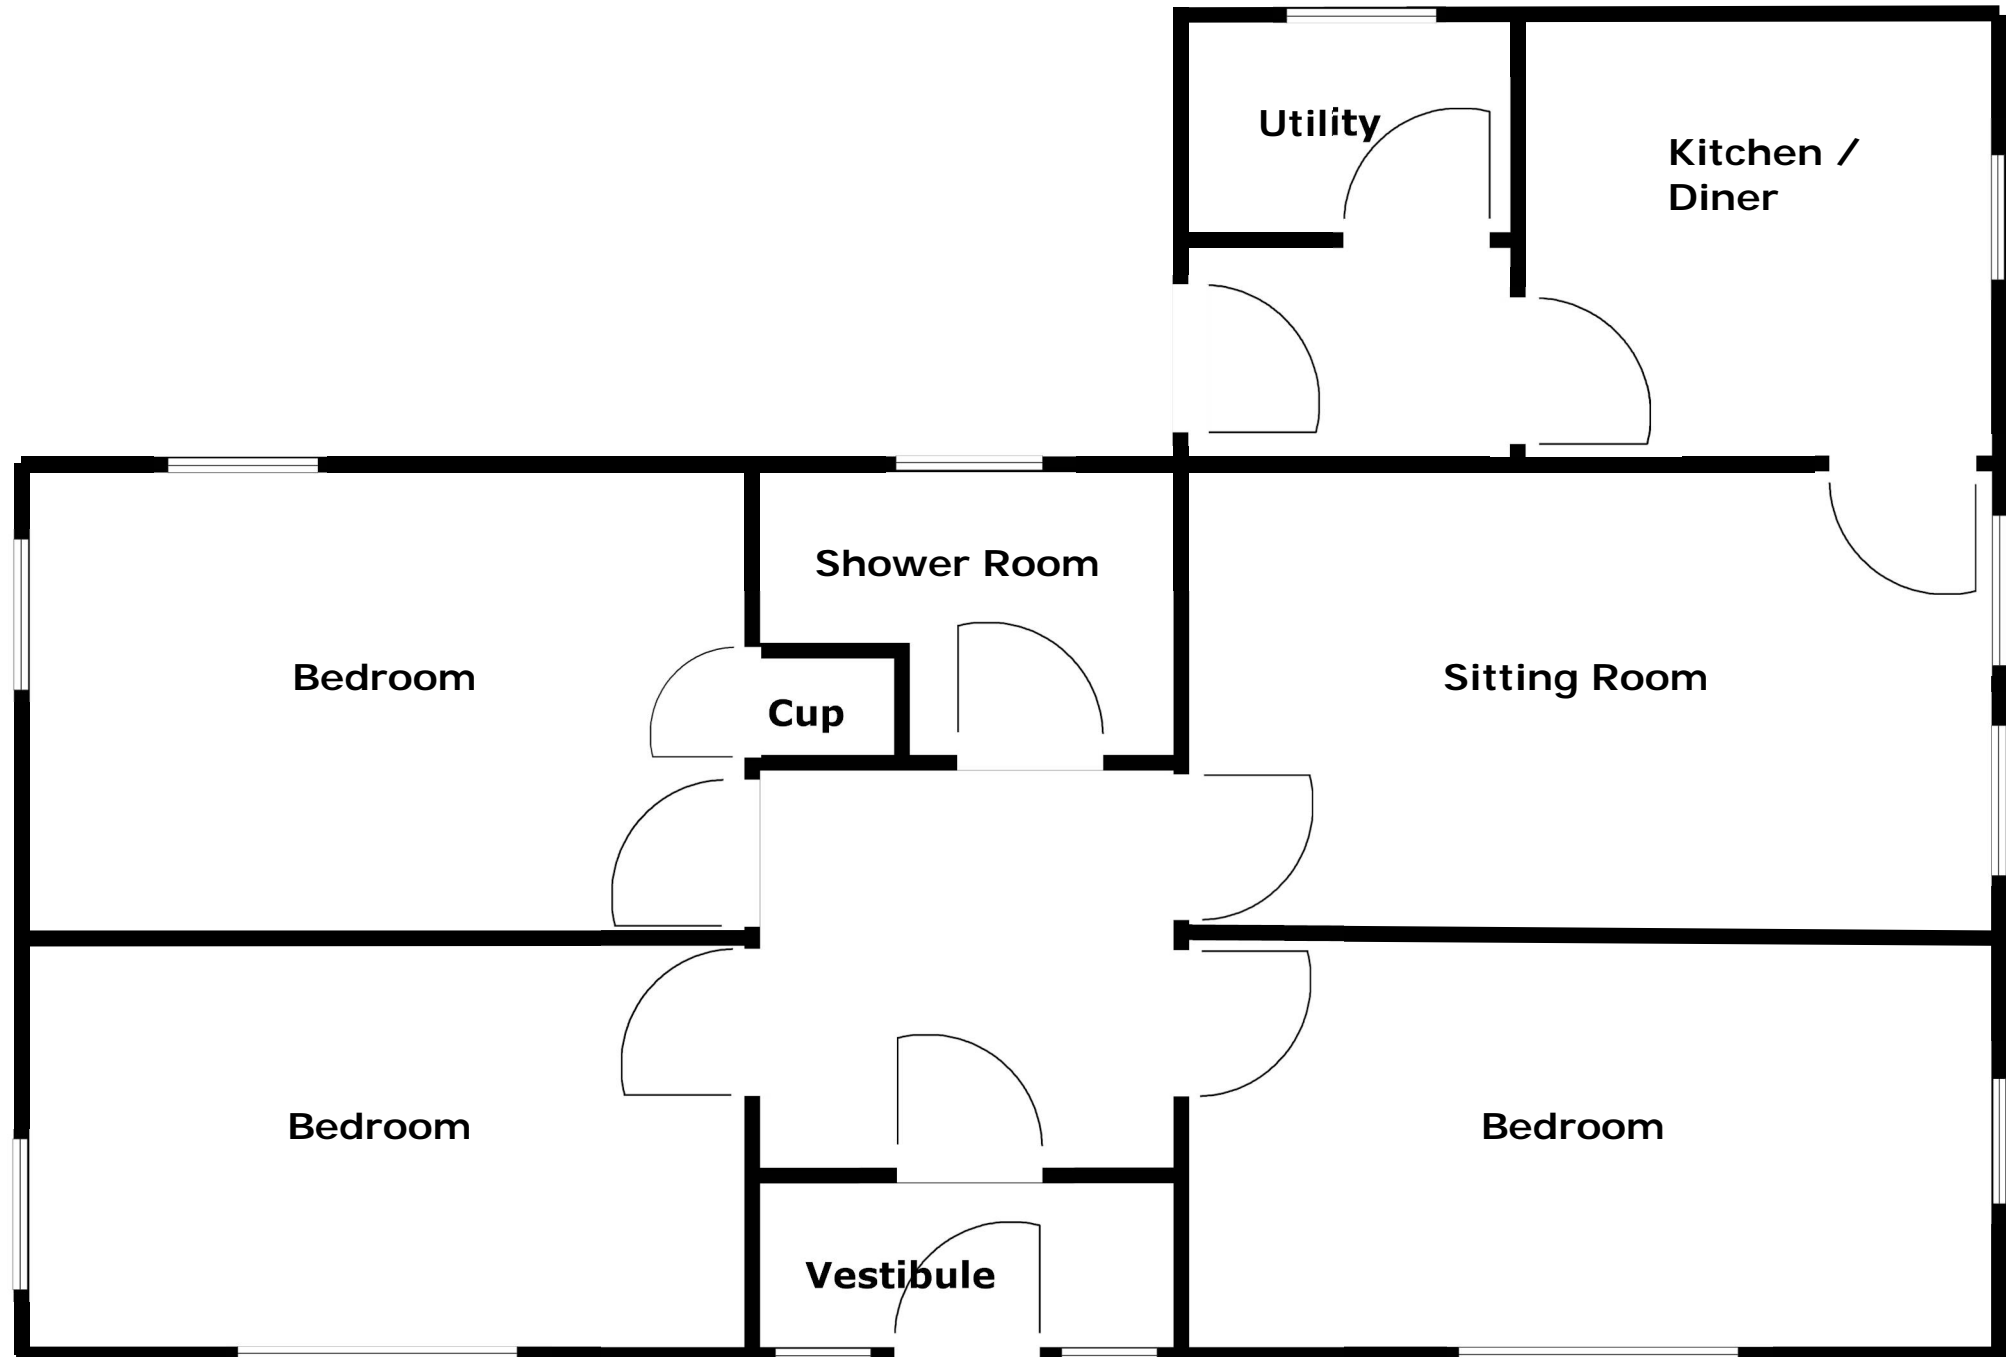 Utility
Kitchen /
Diner
Shower Room
Bedroom
Cup
Sitting Room
Bedroom
Bedroom
Vestibule